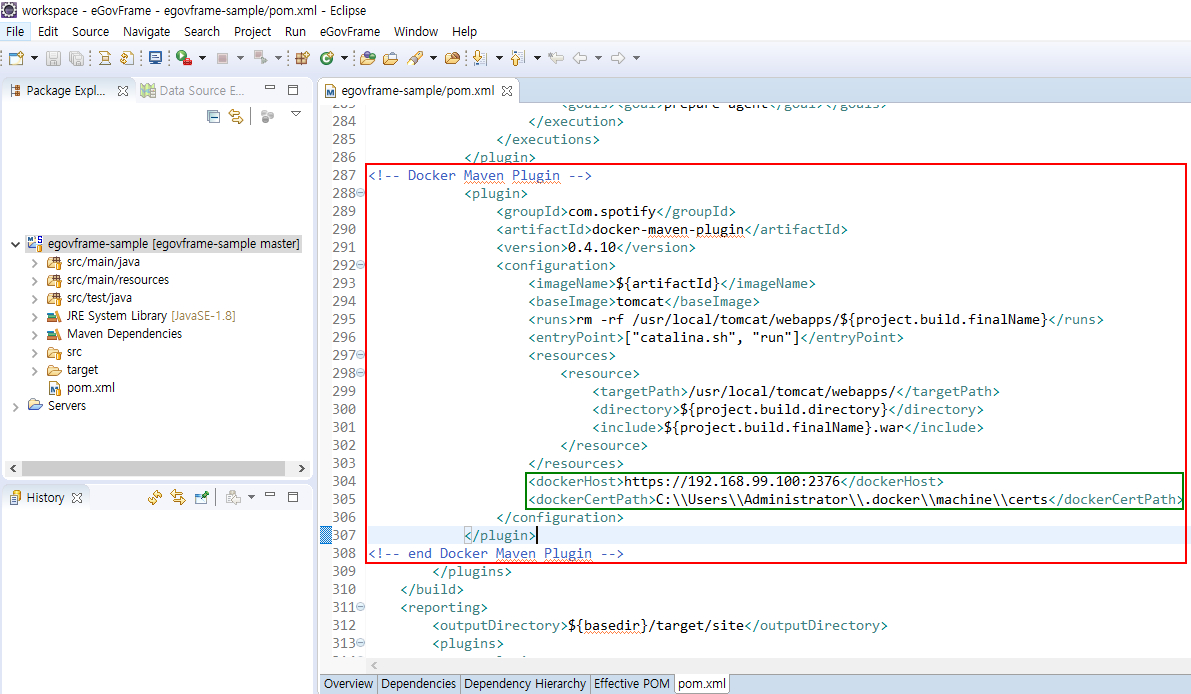 workspace - eGovFrame - egovframe-sample/pom.xml - Eclipse
File Edit Source Navigate Search Project Run eGovFrame Window Help
Package Expl...
Data Source E...
egovframe-sample [egovframe-sample master]
src/main/java
src/main/resources
src/test/java
JRE System Library [JavaSE-1.8]
Maven Dependencies
src
target
pom.xml
Servers
History
egovframe-sample/pom.xml
283 <goals><goal>prepare-agent</goal></goals>
284 </execution>
285 </executions>
286 </plugin>
287 <!-- Docker Maven Plugin -->
288 <plugin>
289 <groupId>com.spotify</groupId>
290 <artifactId>docker-maven-plugin</artifactId>
291 <version>0.4.10</version>
292 <configuration>
293 <imageName>${artifactId}</imageName>
294 <baseImage>tomcat</baseImage>
295 <runs>rm -rf /usr/local/tomcat/webapps/${project.build.finalName}</runs>
296 <entryPoint>["catalina.sh", "run"]</entryPoint>
297 <resources>
298 <resource>
299 <targetPath>/usr/local/tomcat/webapps/</targetPath>
300 <directory>${project.build.directory}</directory>
301 <include>${project.build.finalName}.war</include>
302 </resource>
303 </resources>
304 <dockerHost>https://192.168.99.100:2376</dockerHost>
305 <dockerCertPath>C:\\Users\\Administrator\\.docker\\machine\\certs</dockerCertPath>
306 </configuration>
307 </plugin>
308 <!-- end Docker Maven Plugin -->
309 </plugins>
310 </build>
311 <reporting>
312 <outputDirectory>${basedir}/target/site</outputDirectory>
313 <plugins>
Overview Dependencies Dependency Hierarchy Effective POM pom.xml